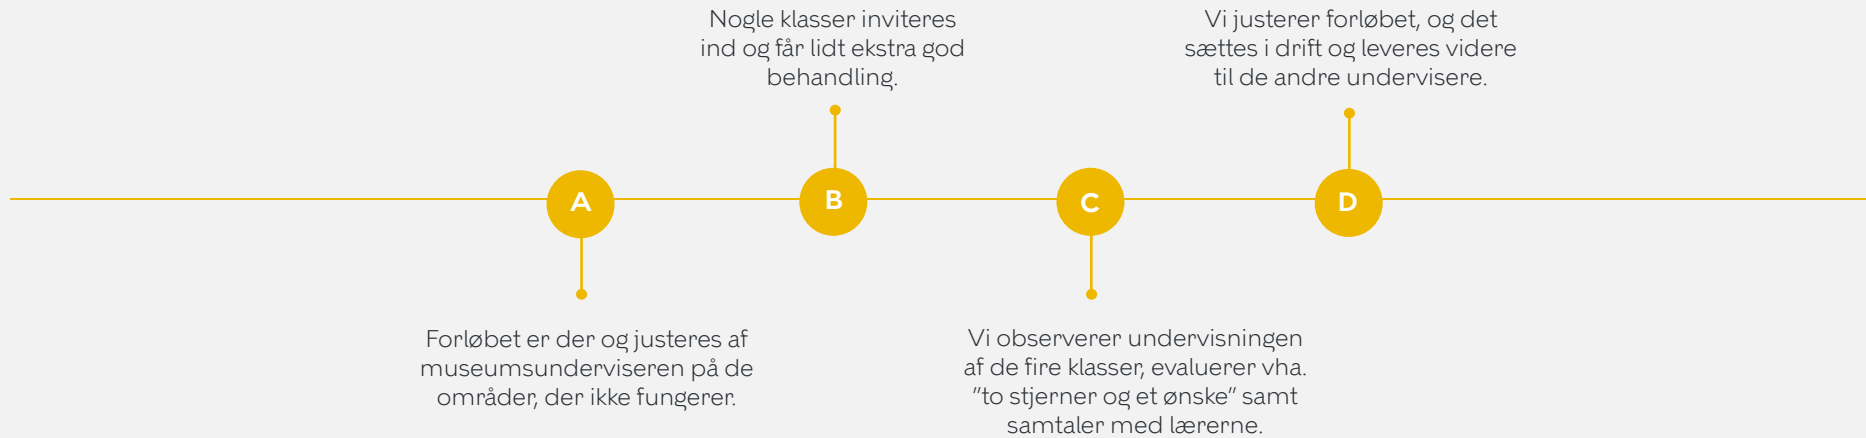 Nogle klasser inviteres
ind og får lidt ekstra god
behandling.
Vi justerer forløbet, og det
sættes i drift og leveres videre
til de andre undervisere.
A
B
C
D
Forløbet er der og justeres af
museumsunderviseren på de
områder, der ikke fungerer.
Vi observerer undervisningen
af de fire klasser, evaluerer vha.
”to stjerner og et ønske” samt
samtaler med lærerne.